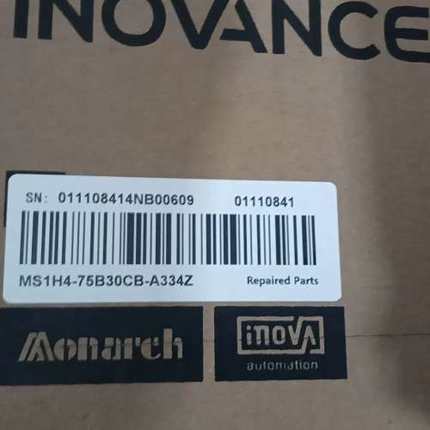 INOVANCE
SN: 011108414NB00609 01110841
MS1H4-75B30CB-A334Z Repaired Parts
Monarch inovA
automation